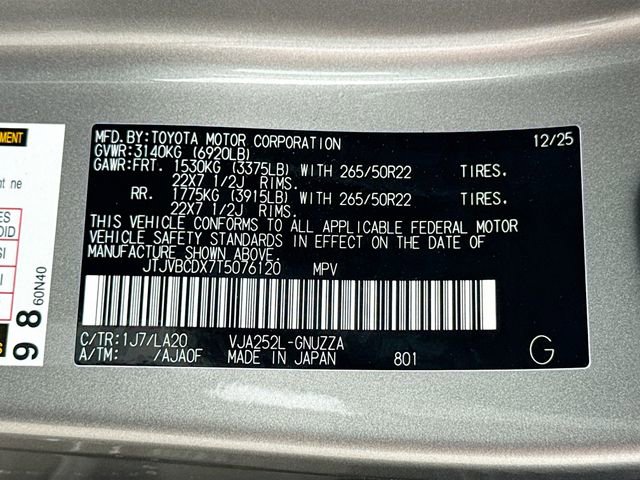 MFD.BY:TOYOTA MOTOR CORPORATION 12/25
GVWR:3140KG (6920LB)
GAWR:FRT. 1530KG (3375LB) WITH 265/50R22 TIRES.
22X7 1/2J RIMS.
RR. 1775KG (3915LB) WITH 265/50R22 TIRES.
22X7 1/2J RIMS.
THIS VEHICLE CONFORMS TO ALL APPLICABLE FEDERAL MOTOR
VEHICLE SAFETY STANDARDS IN EFFECT ON THE DATE OF
MANUFACTURE SHOWN ABOVE.
JTJVBCDX7T5076120 MPV
C/TR:1J7/LA20 VJA252L-GNUZZA
A/TM: /AJA0F MADE IN JAPAN 801 G
98
60N40